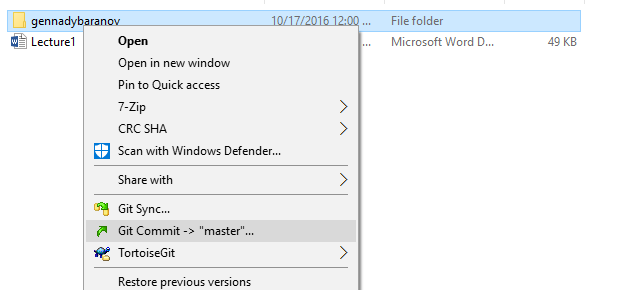 gennadybaranov 10/17/2016 12:00 ... File folder
Lecture1 ... Microsoft Word D... 49 KB
Open
Open in new window
Pin to Quick access
7-Zip
CRC SHA
Scan with Windows Defender...
Share with
Git Sync...
Git Commit -> "master"...
TortoiseGit
Restore previous versions